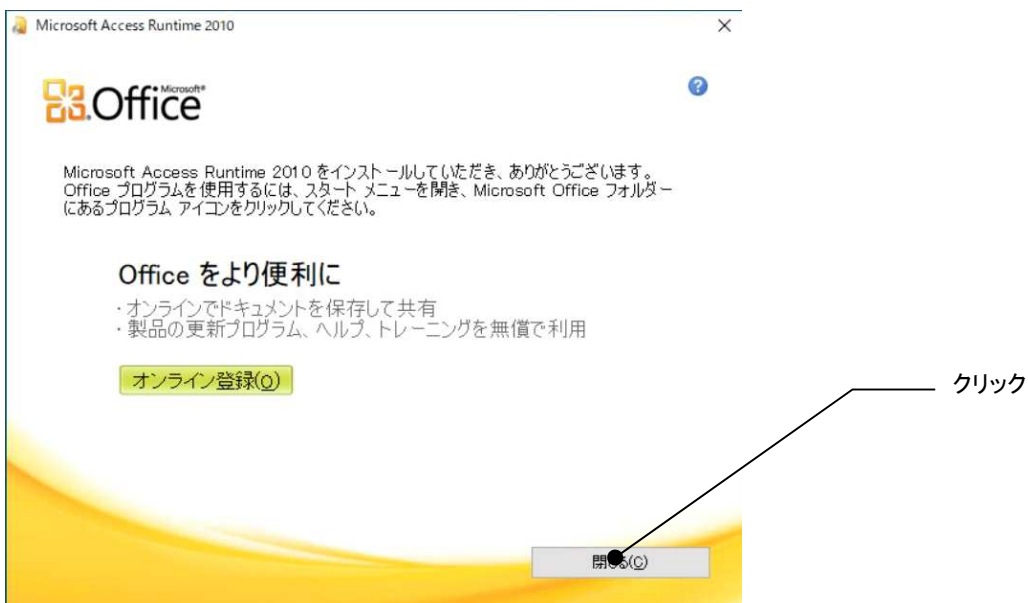 Microsoft Access Runtime 2010
Microsoft®
Office
Microsoft Access Runtime 2010 をインストールしていただき、ありがとうございます。
Office プログラムを使用するには、スタート メニューを開き、Microsoft Office フォルダー
にあるプログラム アイコンをクリックしてください。
Office をより便利に
・オンラインでドキュメントを保存して共有
・製品の更新プログラム、ヘルプ、トレーニングを無償で利用
オンライン登録(O)
クリック
閉じる(C)